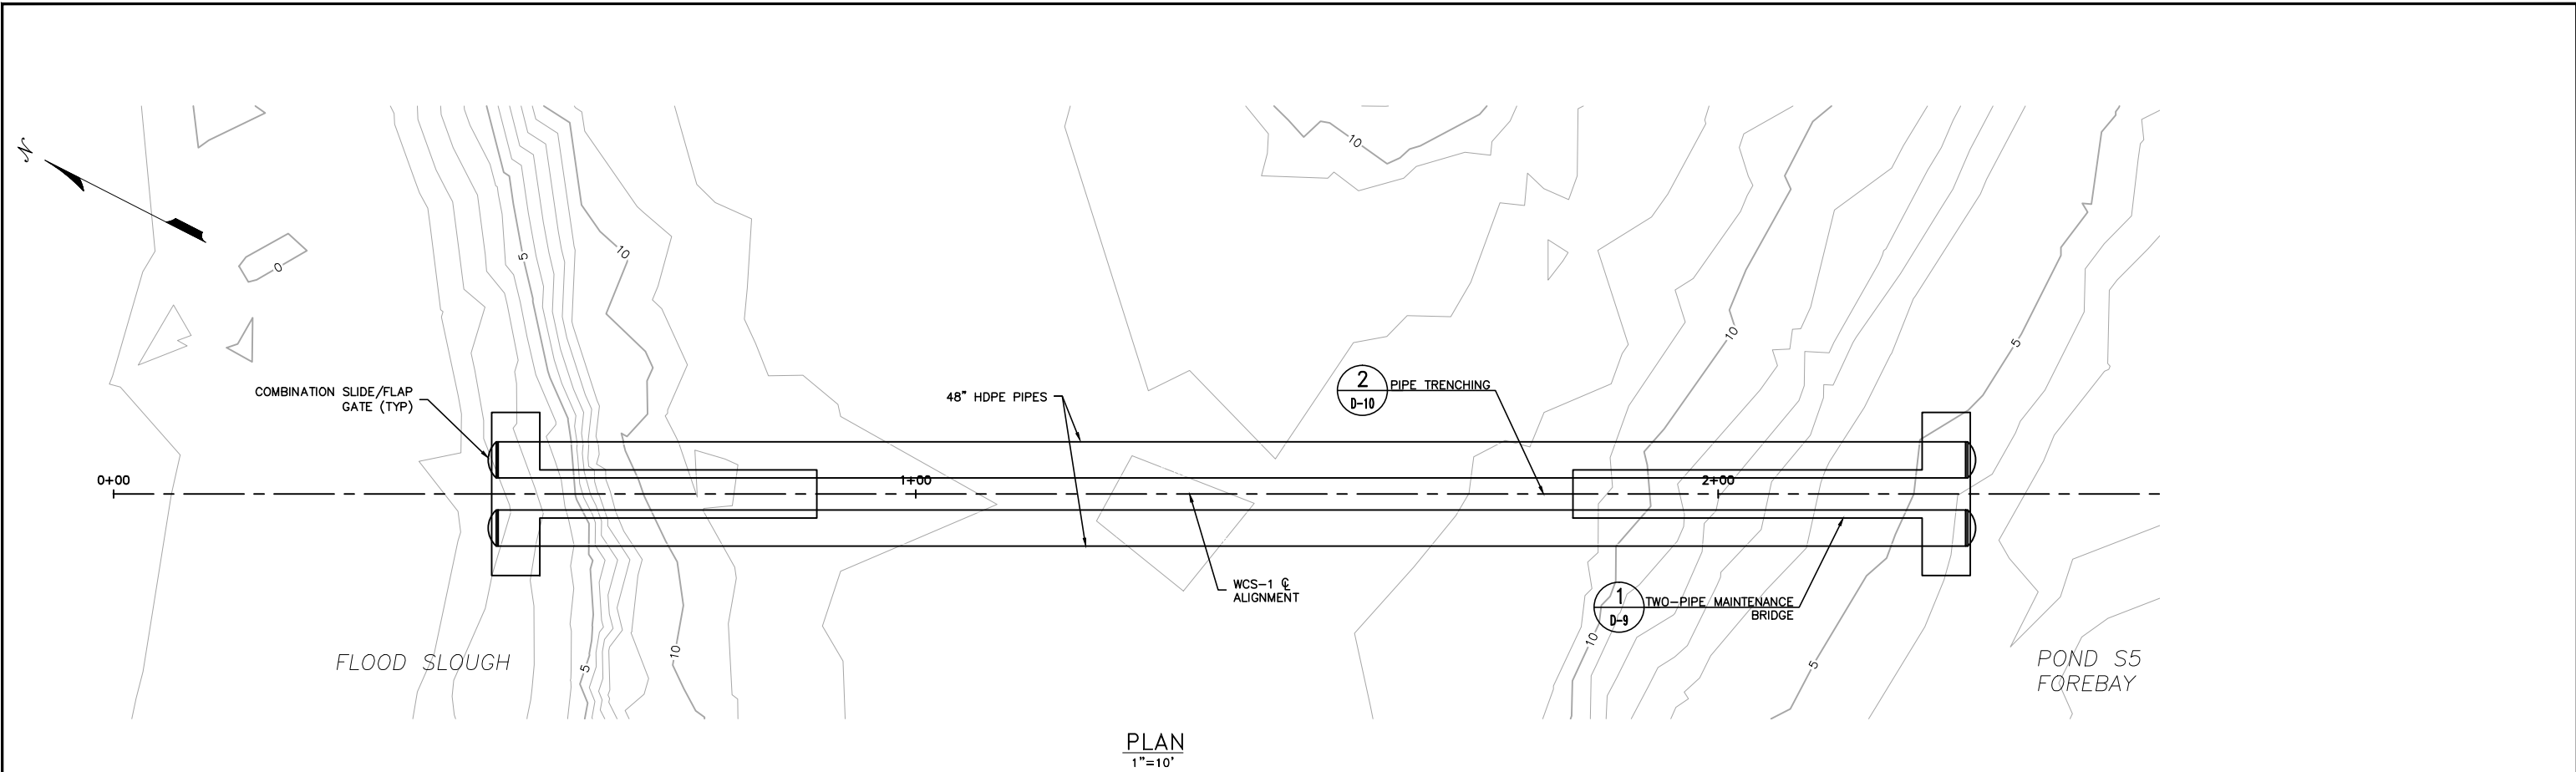 N
10
10
5
0
10
5
COMBINATION SLIDE/FLAP
GATE (TYP)
48" HDPE PIPES
2
D-10
PIPE TRENCHING
0+00
1+00
2+00
WCS-1 ℄
ALIGNMENT
1
D-9
TWO-PIPE MAINTENANCE
BRIDGE
10
10
5
5
FLOOD SLOUGH
POND S5
FOREBAY
PLAN
1"=10'